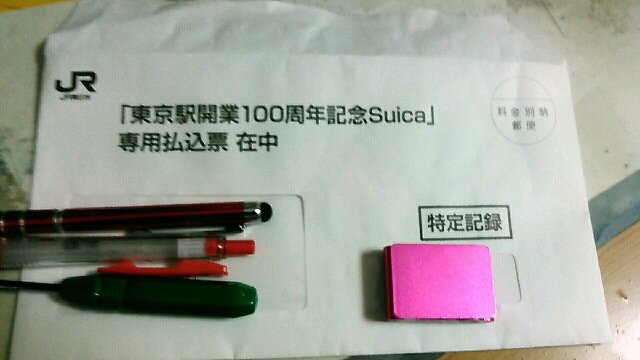 JR
「東京駅開業100周年記念Suica」
専用払込票 在中
料金別納
郵便
特定記録